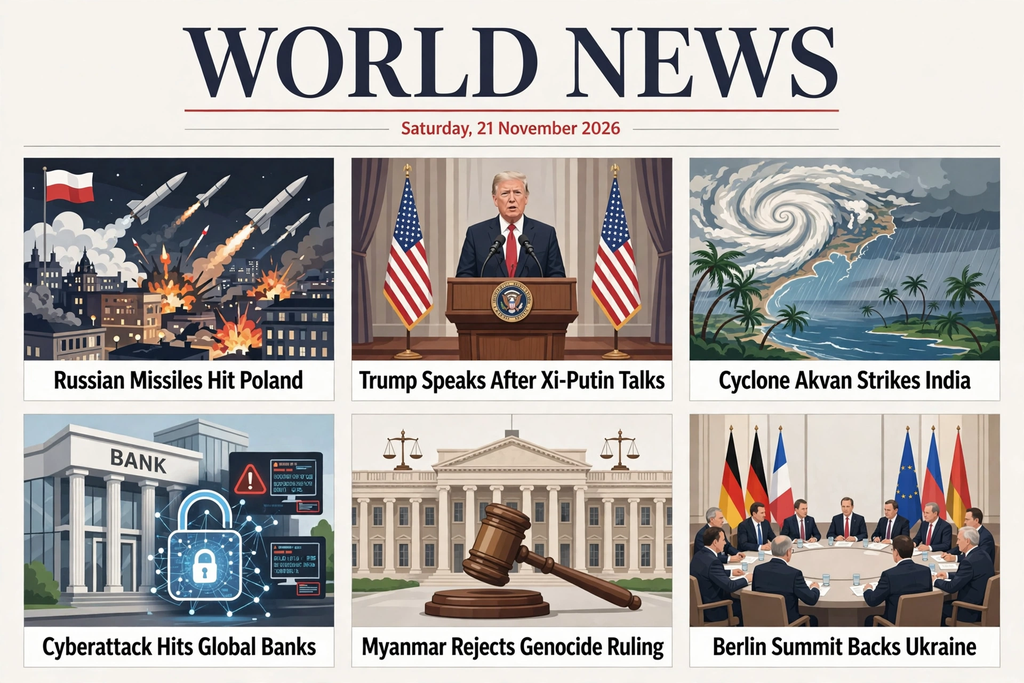 WORLD NEWS
Saturday, 21 November 2026
Russian Missiles Hit Poland
Trump Speaks After Xi-Putin Talks
Cyclone Akvan Strikes India
BANK
Cyberattack Hits Global Banks
Myanmar Rejects Genocide Ruling
Berlin Summit Backs Ukraine